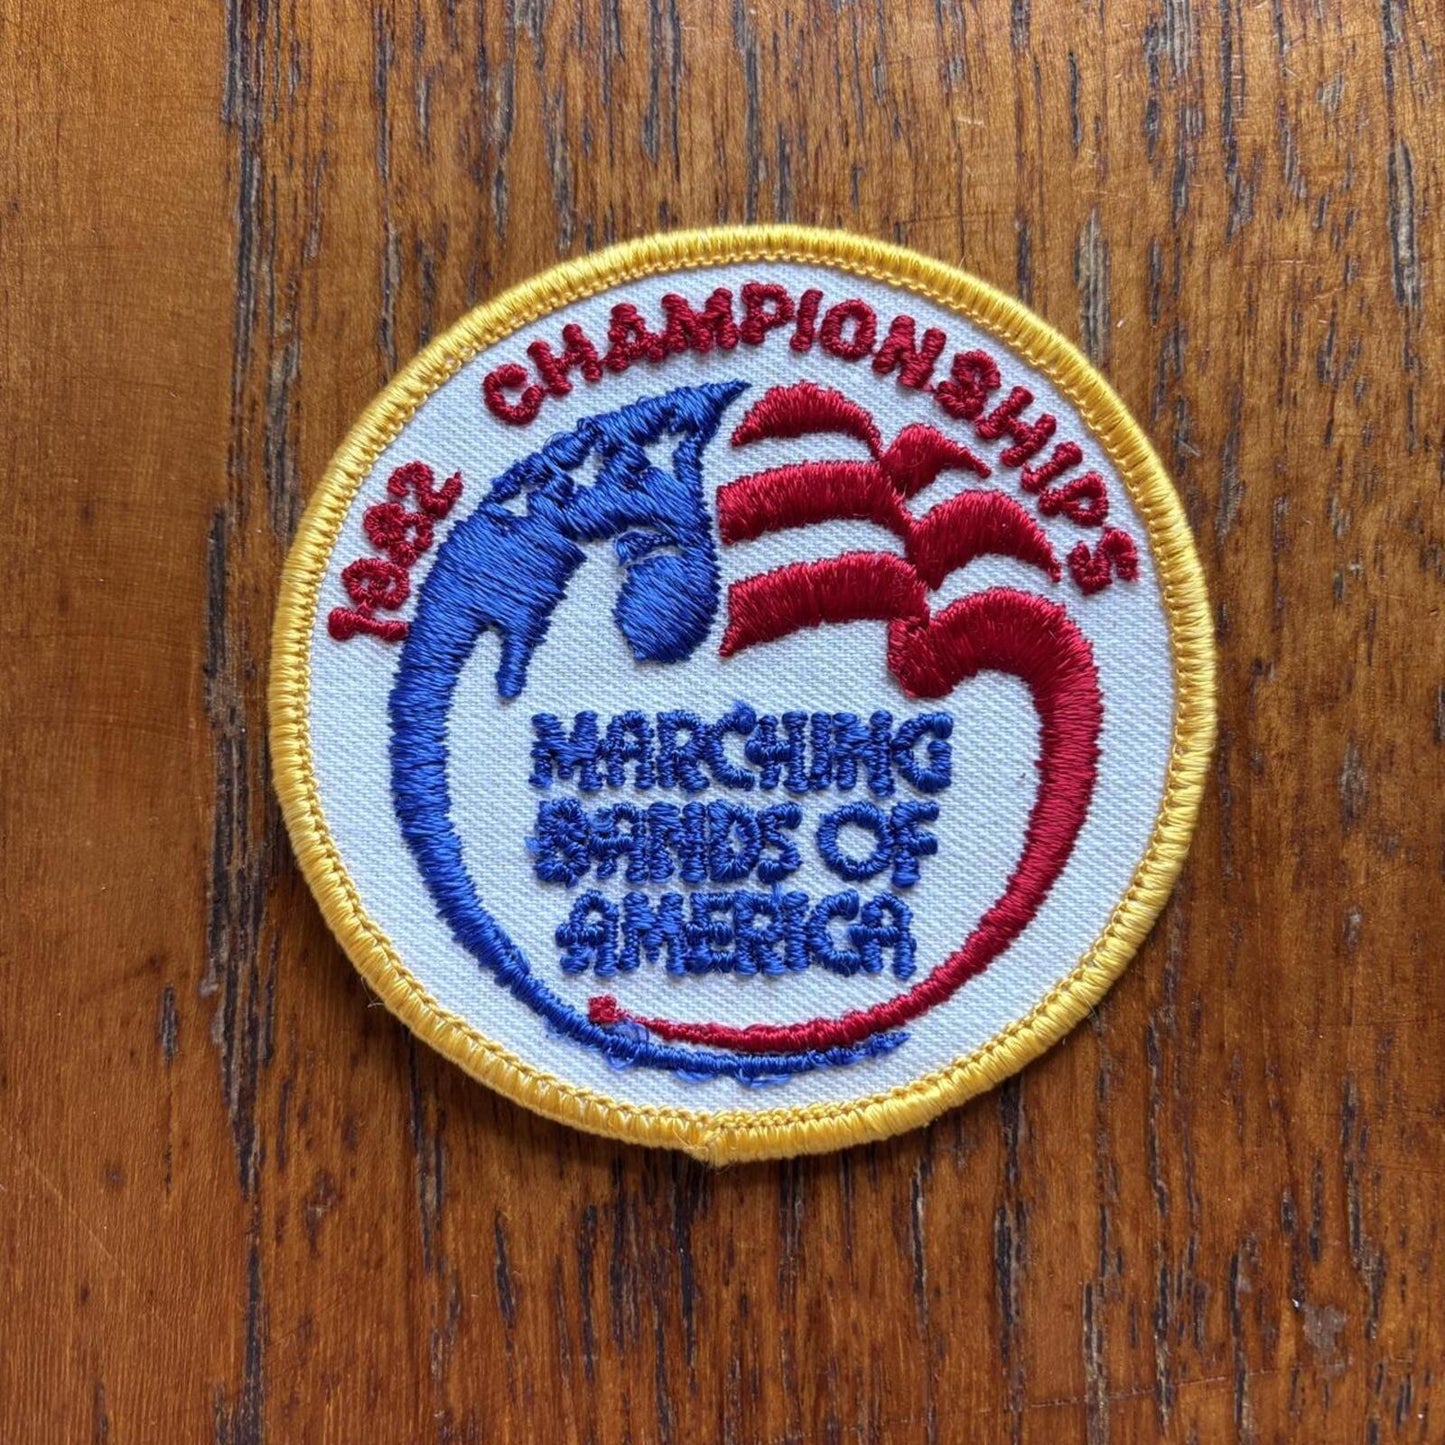 1982 CHAMPIONSHIPS
MARCHING
BANDS OF
AMERICA